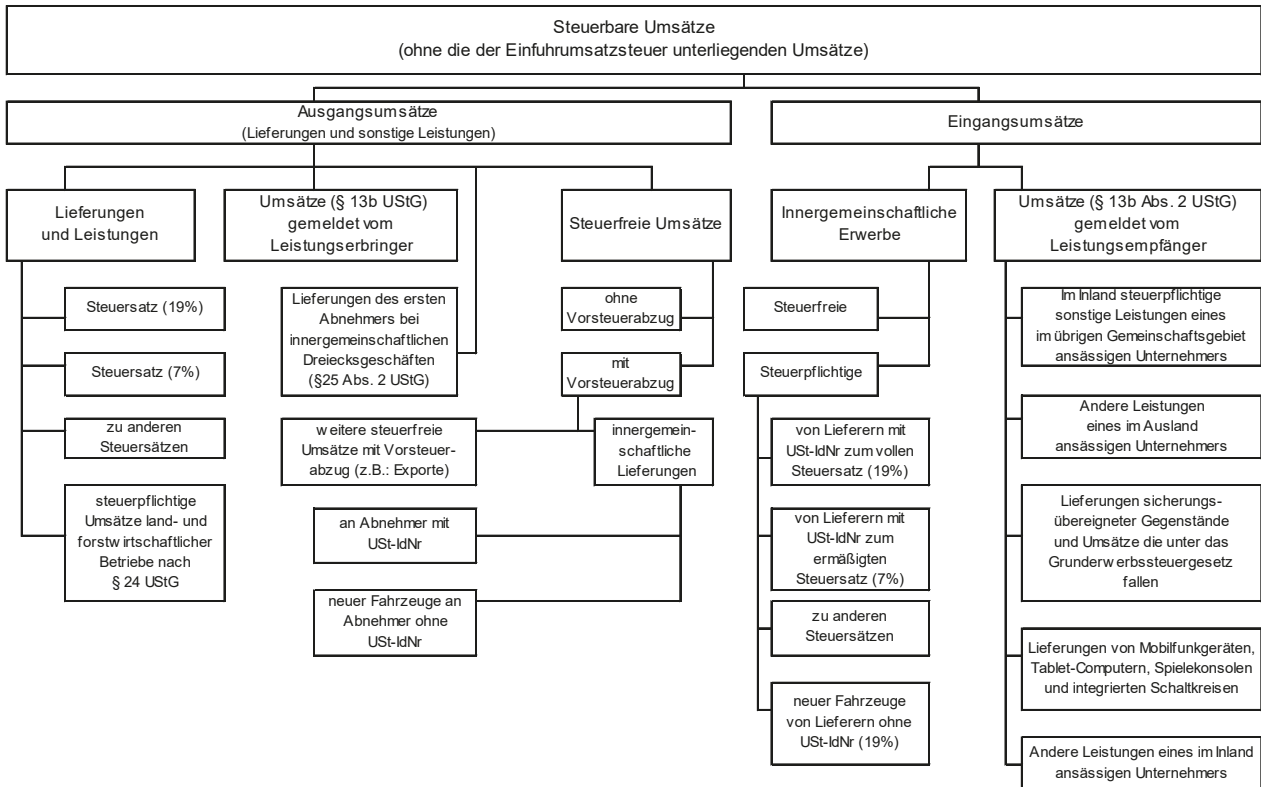 Steuerbare Umsätze
(ohne die der Einfuhrumsatzsteuer unterliegenden Umsätze)
Ausgangsumsätze
(Lieferungen und sonstige Leistungen)
Eingangsumsätze
Lieferungen
und Leistungen
Umsätze (§ 13b UStG)
gemeldet vom
Leistungserbringer
Steuerfreie Umsätze
Innergemeinschaftliche
Erwerbe
Umsätze (§ 13b Abs. 2 UStG)
gemeldet vom
Leistungsempfänger
Steuersatz (19%)
Steuersatz (7%)
zu anderen
Steuersätzen
steuerpflichtige
Umsätze land- und
forstwirtschaftlicher
Betriebe nach
§ 24 UStG
Lieferungen des ersten
Abnehmers bei
innergemeinschaftlichen
Dreiecksgeschäften
(§25 Abs. 2 UStG)
ohne
Vorsteuerabzug
mit
Vorsteuerabzug
weitere steuerfreie
Umsätze mit Vorsteuer-
abzug (z.B.: Exporte)
innergemein-
schaftliche
Lieferungen
an Abnehmer mit
USt-IdNr
neuer Fahrzeuge an
Abnehmer ohne
USt-IdNr
Steuerfreie
Steuerpflichtige
von Lieferern mit
USt-IdNr zum vollen
Steuersatz (19%)
von Lieferern mit
USt-IdNr zum
ermäßigten
Steuersatz (7%)
zu anderen
Steuersätzen
neuer Fahrzeuge
von Lieferern ohne
USt-IdNr (19%)
Im Inland steuerpflichtige
sonstige Leistungen eines
im übrigen Gemeinschaftsgebiet
ansässigen Unternehmers
Andere Leistungen
eines im Ausland
ansässigen Unternehmers
Lieferungen sicherungs-
übereigneter Gegenstände
und Umsätze die unter das
Grunderwerbssteuergesetz
fallen
Lieferungen von Mobilfunkgeräten,
Tablet-Computern, Spielekonsolen
und integrierten Schaltkreisen
Andere Leistungen eines im Inland
ansässigen Unternehmers